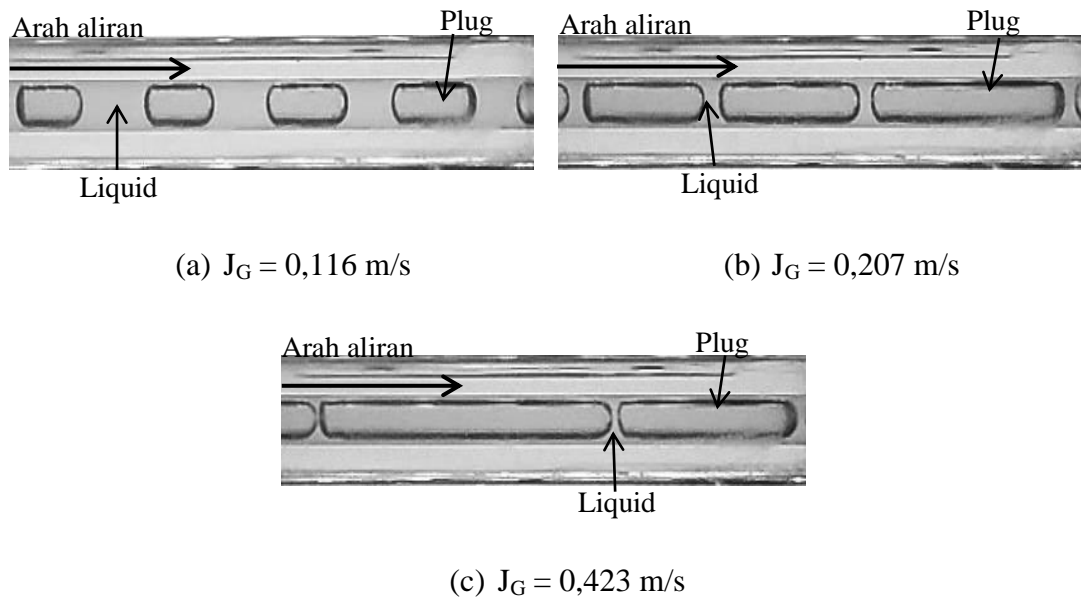 Arah aliran
Plug
Liquid
(a) J_G = 0,116 m/s
Arah aliran
Plug
Liquid
(b) J_G = 0,207 m/s
Arah aliran
Plug
Liquid
(c) J_G = 0,423 m/s